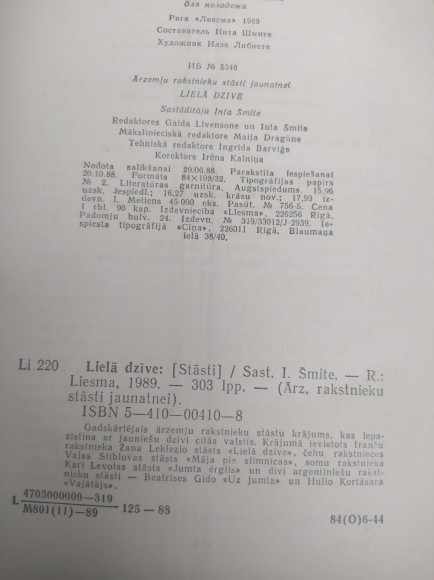 для молодежи
Рига «Лиесма» 1989
Составитель Инта Шмите
Художник Илзе Либиете
ИБ № 5346
Ārzemju rakstnieku stāsti jaunatnei
LIELĀ DZĪVE
Sastādītāja Inta Šmite
Redaktores Gaida Līvensone un Inta Šmite
Mākslinieciskā redaktore Maija Dragūne
Tehniskā redaktore Ingrīda Barviģe
Korektore Irēna Kalniņa
Nodota salikšanai 29.06.88. Parakstīta iespiešanai
20.10.88. Formāts 84×108/32. Tipogrāfijas papīrs
№ 2. Literatūras garnitūra. Augstspiedums. 15,96
uzsk. iespiedl.; 16,27 uzsk. krāsu nov.; 17,93 iz-
devn. l. Metiens 45 000 eks. Pasūt. № 756-5. Cena
1 rbl. 90 kap. Izdevniecība «Liesma», 226256 Rīgā,
Padomju bulv. 24. Izdevn. № 319/33012/J-2939. Ie-
spiesta tipogrāfijā «Cīņa», 226011 Rīgā, Blaumaņa
ielā 38/40.
Li 220 Lielā dzīve: [Stāsti] / Sast. I. Šmite. — R.:
Liesma, 1989. — 303 lpp. — (Ārz. rakstnieku
stāsti jaunatnei).
ISBN 5—410—00410—8
Gadskārtējais ārzemju rakstnieku stāstu krājums, kas iepa-
zīstina ar jauniešu dzīvi citās valstīs. Krājumā ievietots franču
rakstnieka Žana Leklezio stāsts «Lielā dzīve», čehu rakstnieces
Vaļas Stiblovas stāsts «Māja pie slimnīcas», somu rakstnieka
Kari Levolas stāsts «Jumta ērglis» un divi argentīniešu rakst-
nieku stāsti — Beatrises Gido «Uz jumta» un Hulio Kortāsara
«Vajātājs».
L 4703000000—319
M801(11)—89 125—88
84(0)6-44